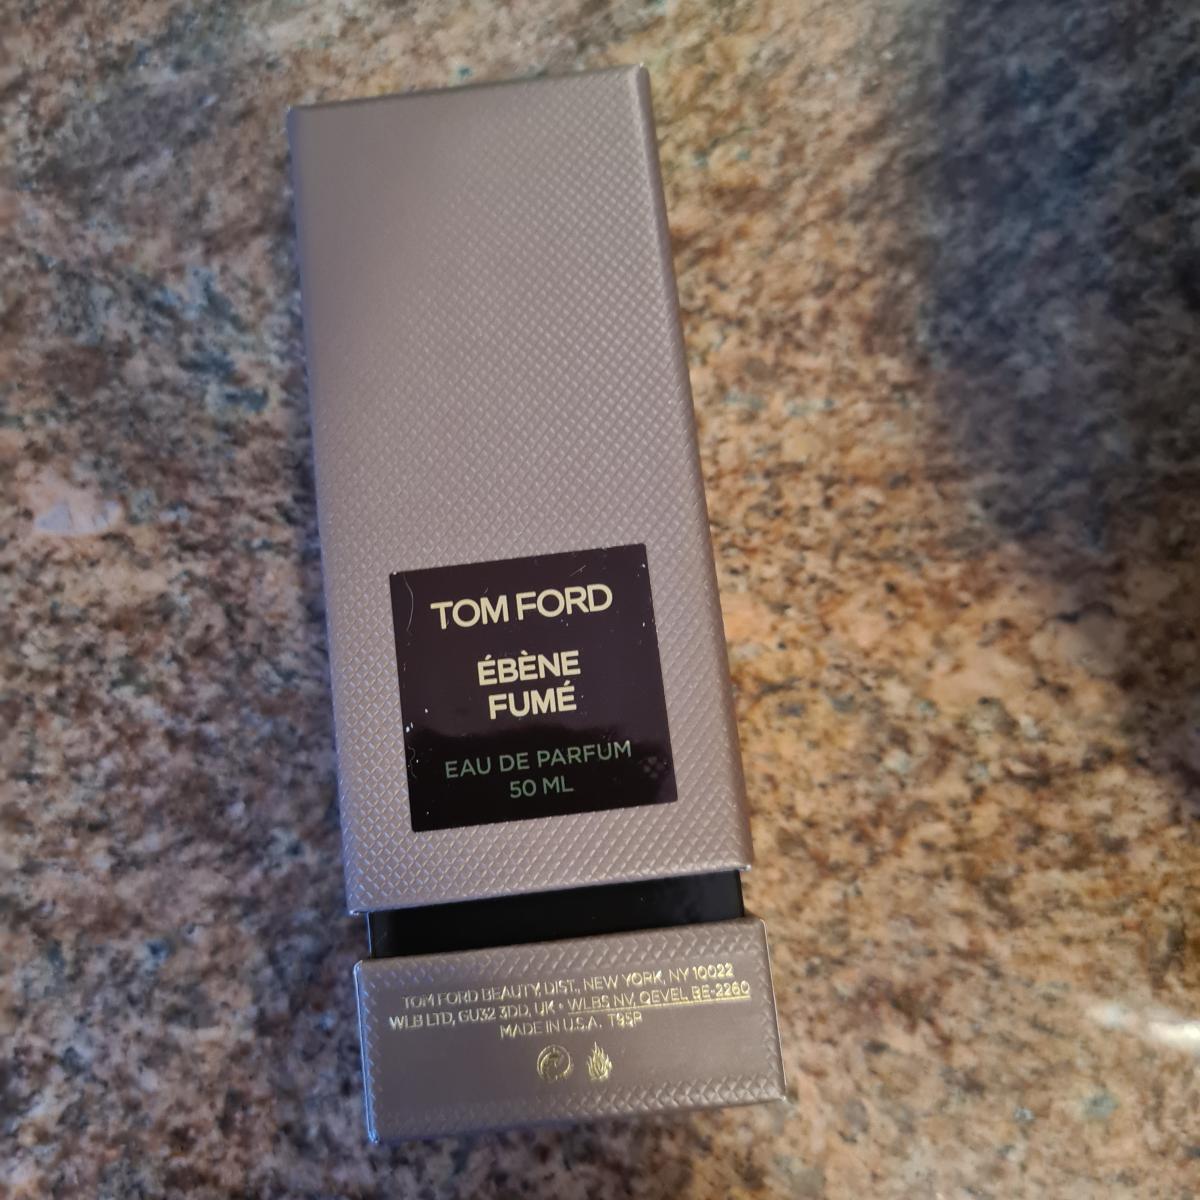 TOM FORD
ÉBÈNE
FUMÉ
EAU DE PARFUM
50 ML
TOM FORD BEAUTY, DIST., NEW YORK, NY 10022
WLB LTD, GU32 3DD, UK • WLBS NV, OEVEL BE-2260
MADE IN U.S.A. T95P